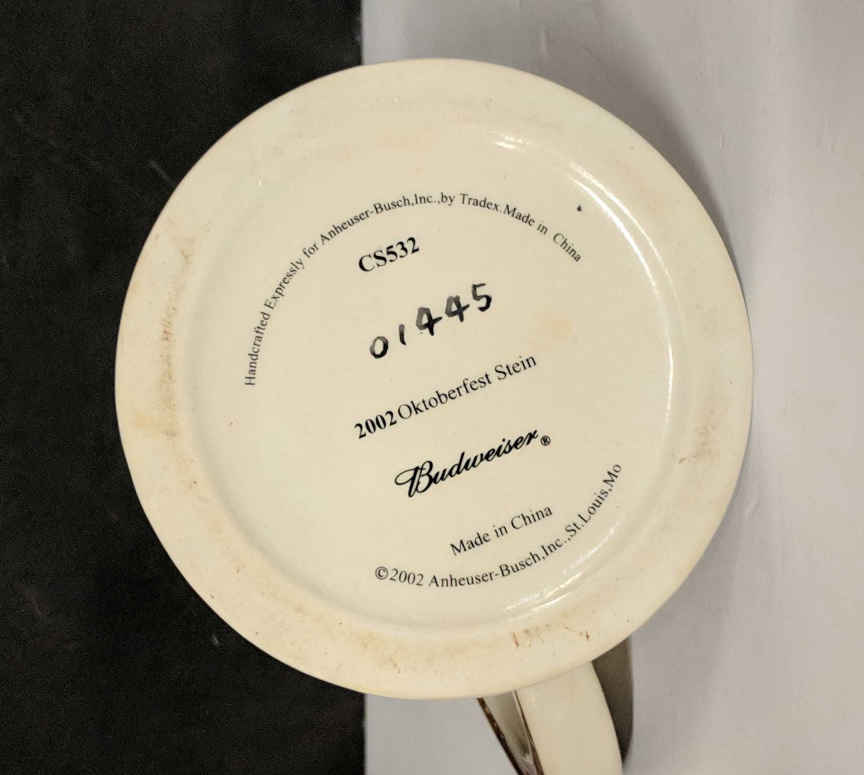 Handcrafted Expressly for Anheuser-Busch,Inc.,by Tradex.Made in China
CS532
01445
2002 Oktoberfest Stein
Budweiser®
Made in China
©2002 Anheuser-Busch,Inc.,St.Louis,Mo